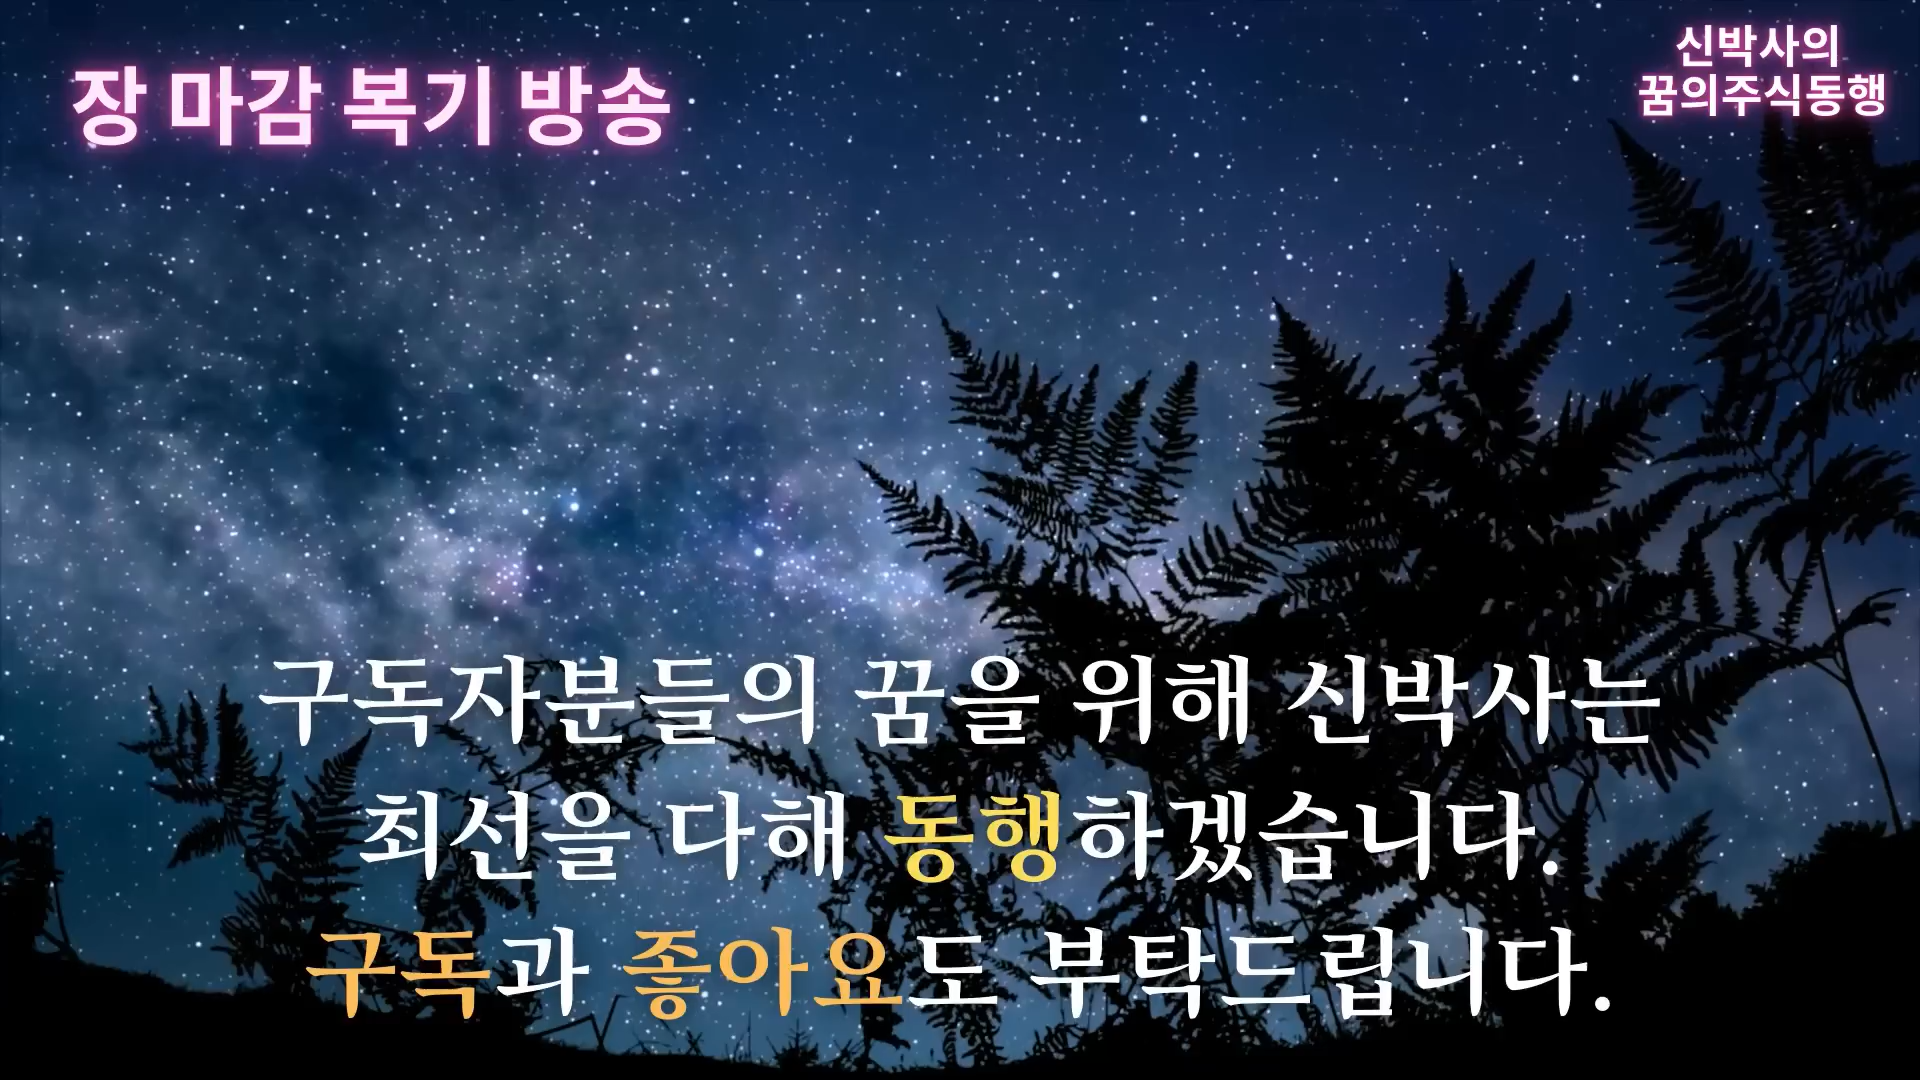 장 마감 복기 방송
신박사의
꿈의주식동행
구독자분들의 꿈을 위해 신박사는
최선을 다해 동행하겠습니다.
구독과 좋아요도 부탁드립니다.